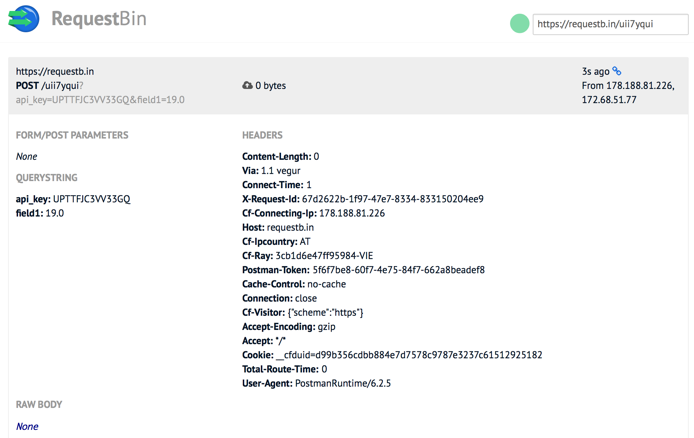 RequestBin
https://requestb.in/uii7yqui
https://requestb.in
POST /uii7yqui?
api_key=UPTTFJC3VV33GQ&field1=19.0
0 bytes
3s ago
From 178.188.81.226,
172.68.51.77
FORM/POST PARAMETERS
None
QUERYSTRING
api_key: UPTTFJC3VV33GQ
field1: 19.0
HEADERS
Content-Length: 0
Via: 1.1 vegur
Connect-Time: 1
X-Request-Id: 67d2622b-1f97-47e7-8334-833150204ee9
Cf-Connecting-Ip: 178.188.81.226
Host: requestb.in
Cf-Ipcountry: AT
Cf-Ray: 3cb1d6e47ff95984-VIE
Postman-Token: 5f6f7be8-60f7-4e75-84f7-662a8beadef8
Cache-Control: no-cache
Connection: close
Cf-Visitor: {"scheme":"https"}
Accept-Encoding: gzip
Accept: */*
Cookie: __cfduid=d99b356cdbb884e7d7578c9787e3237c61512925182
Total-Route-Time: 0
User-Agent: PostmanRuntime/6.2.5
RAW BODY
None